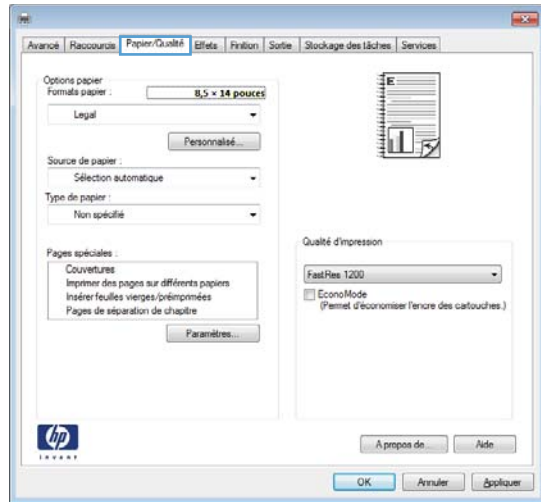 Avancé Raccourcis Papier/Qualité Effets Finition Sortie Stockage des tâches Services
Options papier
Formats papier : 8,5 × 14 pouces
Legal
Personnalisé...
Source de papier :
Sélection automatique
Type de papier :
Non spécifié
Pages spéciales :
Couvertures
Imprimer des pages sur différents papiers
Insérer feuilles vierges/préimprimées
Pages de séparation de chapitre
Paramètres...
E
Qualité d'impression
FastRes 1200
EconoMode
(Permet d'économiser l'encre des cartouches.)
hp
invent
A propos de...
Aide
OK Annuler Appliquer